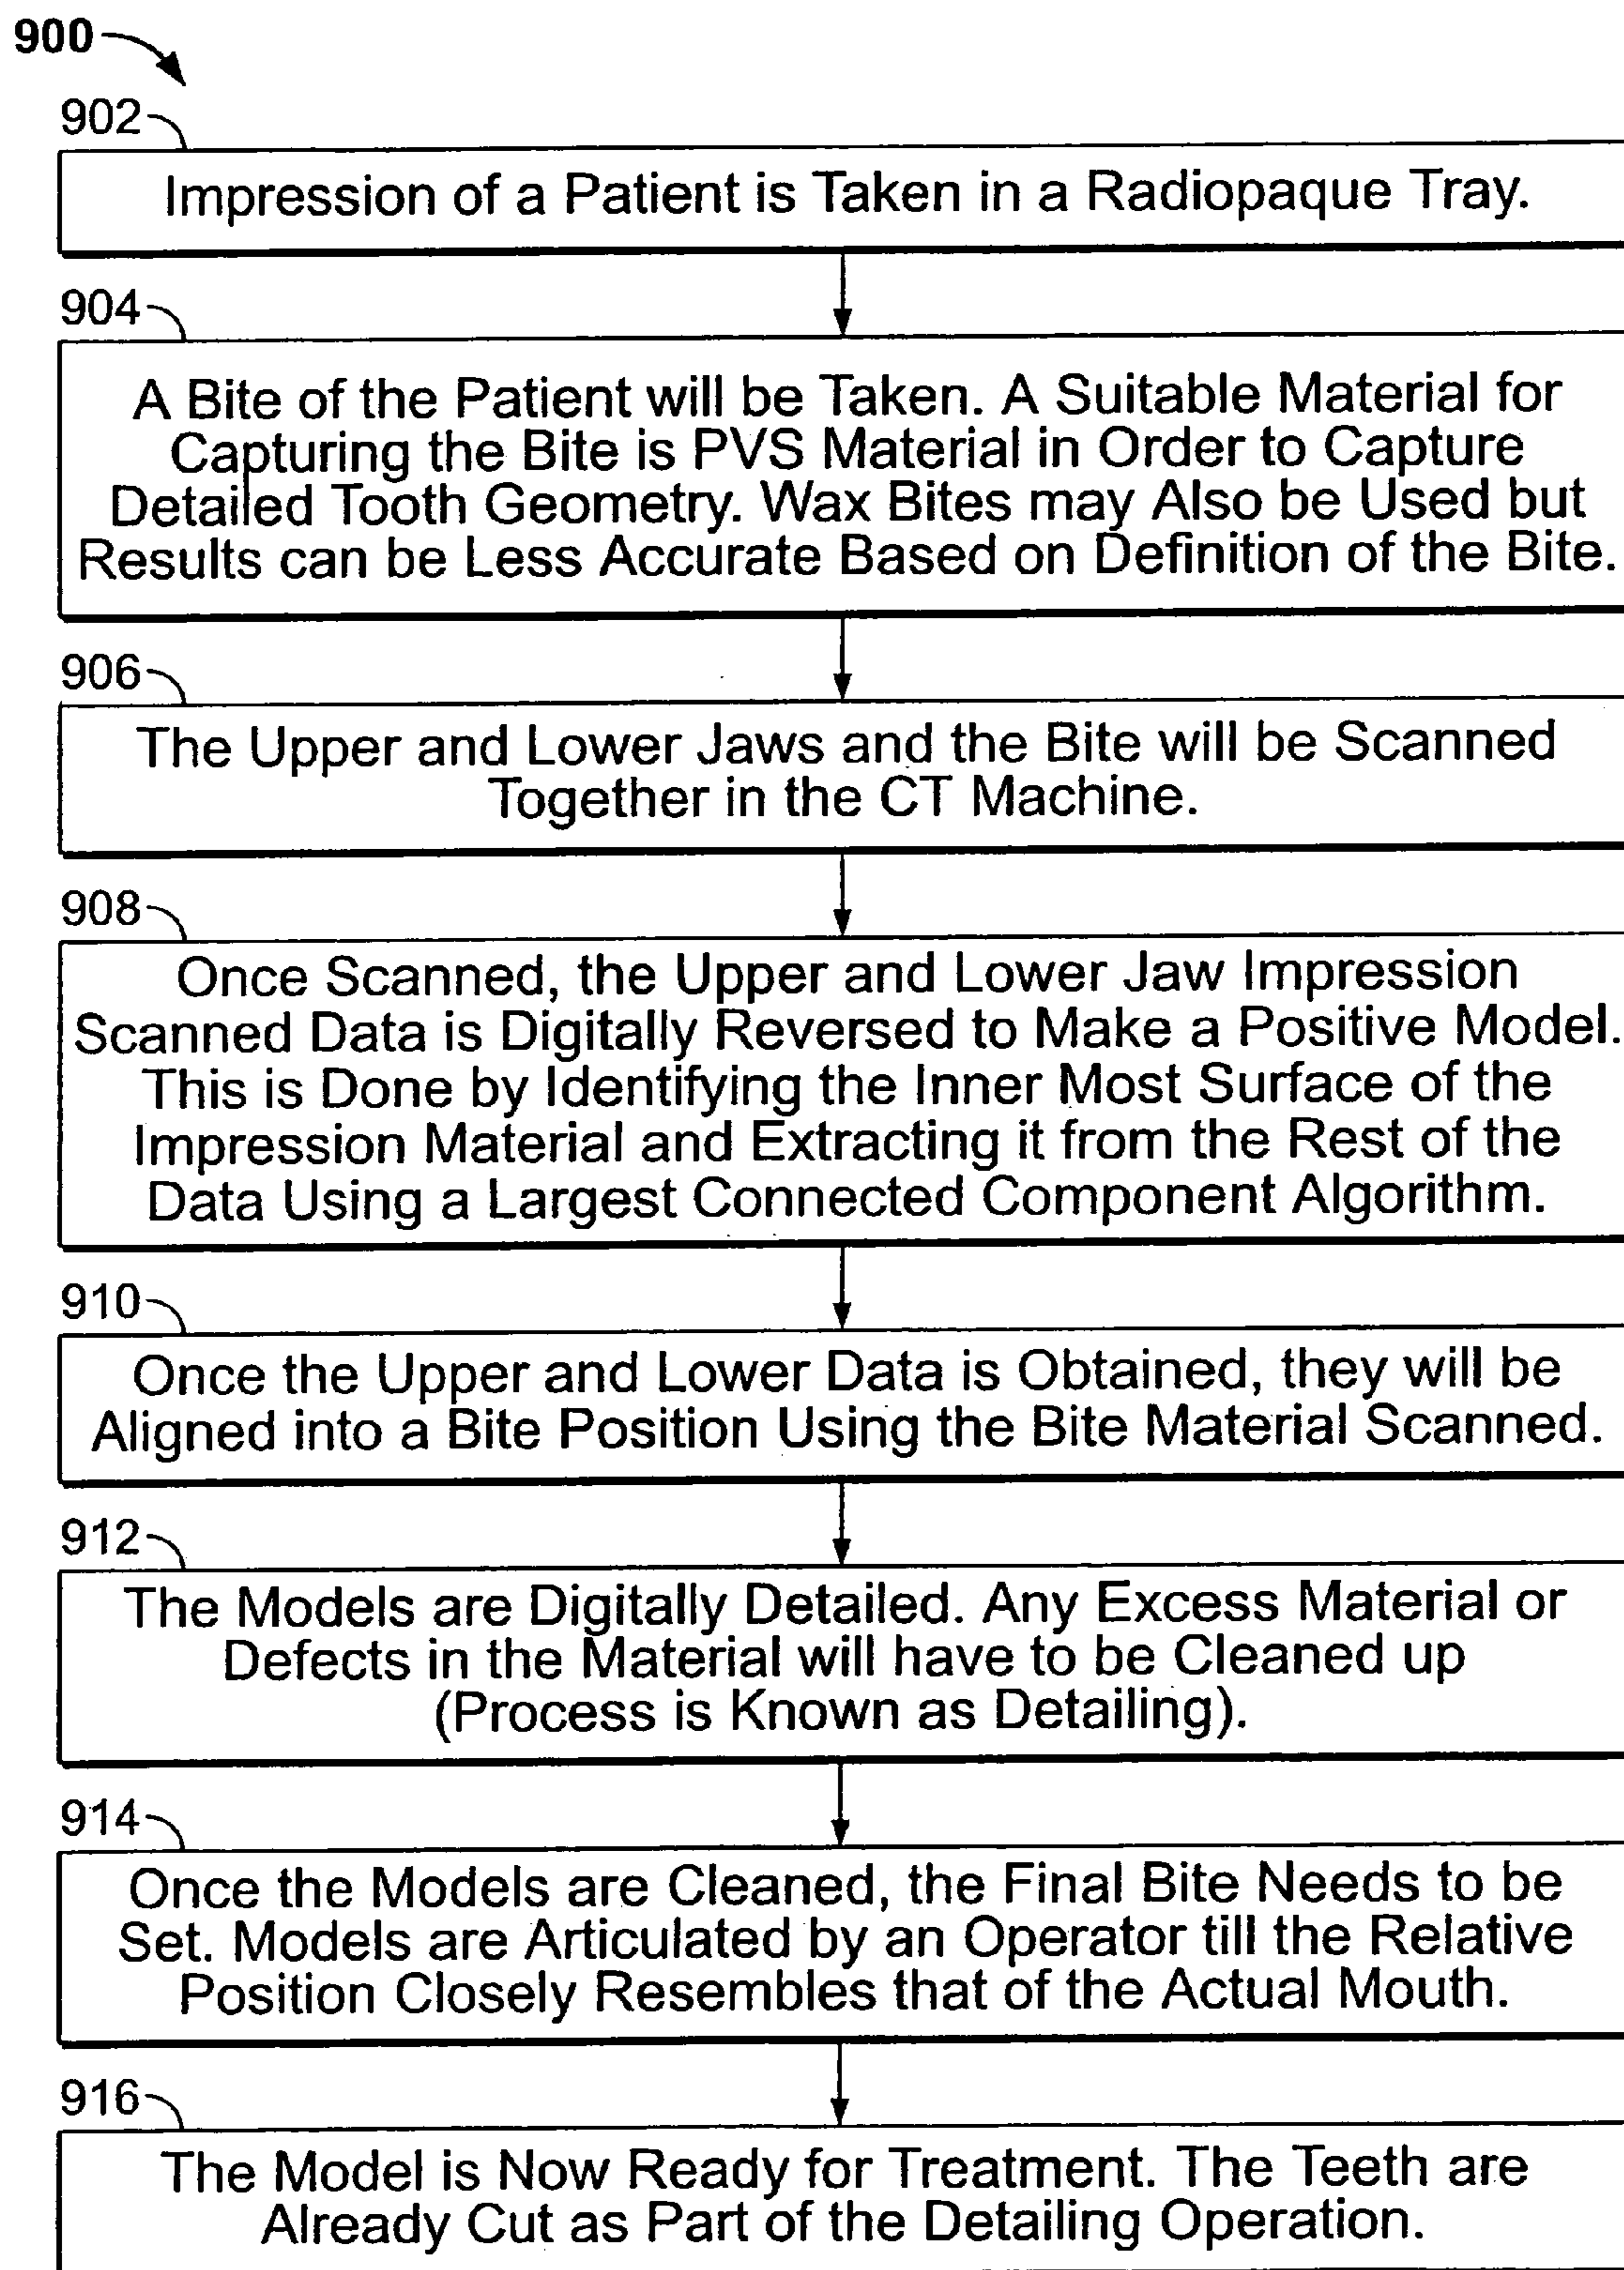 900
902
Impression of a Patient is Taken in a Radiopaque Tray.
904
A Bite of the Patient will be Taken. A Suitable Material for
Capturing the Bite is PVS Material in Order to Capture
Detailed Tooth Geometry. Wax Bites may Also be Used but
Results can be Less Accurate Based on Definition of the Bite.
906
The Upper and Lower Jaws and the Bite will be Scanned
Together in the CT Machine.
908
Once Scanned, the Upper and Lower Jaw Impression
Scanned Data is Digitally Reversed to Make a Positive Model.
This is Done by Identifying the Inner Most Surface of the
Impression Material and Extracting it from the Rest of the
Data Using a Largest Connected Component Algorithm.
910
Once the Upper and Lower Data is Obtained, they will be
Aligned into a Bite Position Using the Bite Material Scanned.
912
The Models are Digitally Detailed. Any Excess Material or
Defects in the Material will have to be Cleaned up
(Process is Known as Detailing).
914
Once the Models are Cleaned, the Final Bite Needs to be
Set. Models are Articulated by an Operator till the Relative
Position Closely Resembles that of the Actual Mouth.
916
The Model is Now Ready for Treatment. The Teeth are
Already Cut as Part of the Detailing Operation.